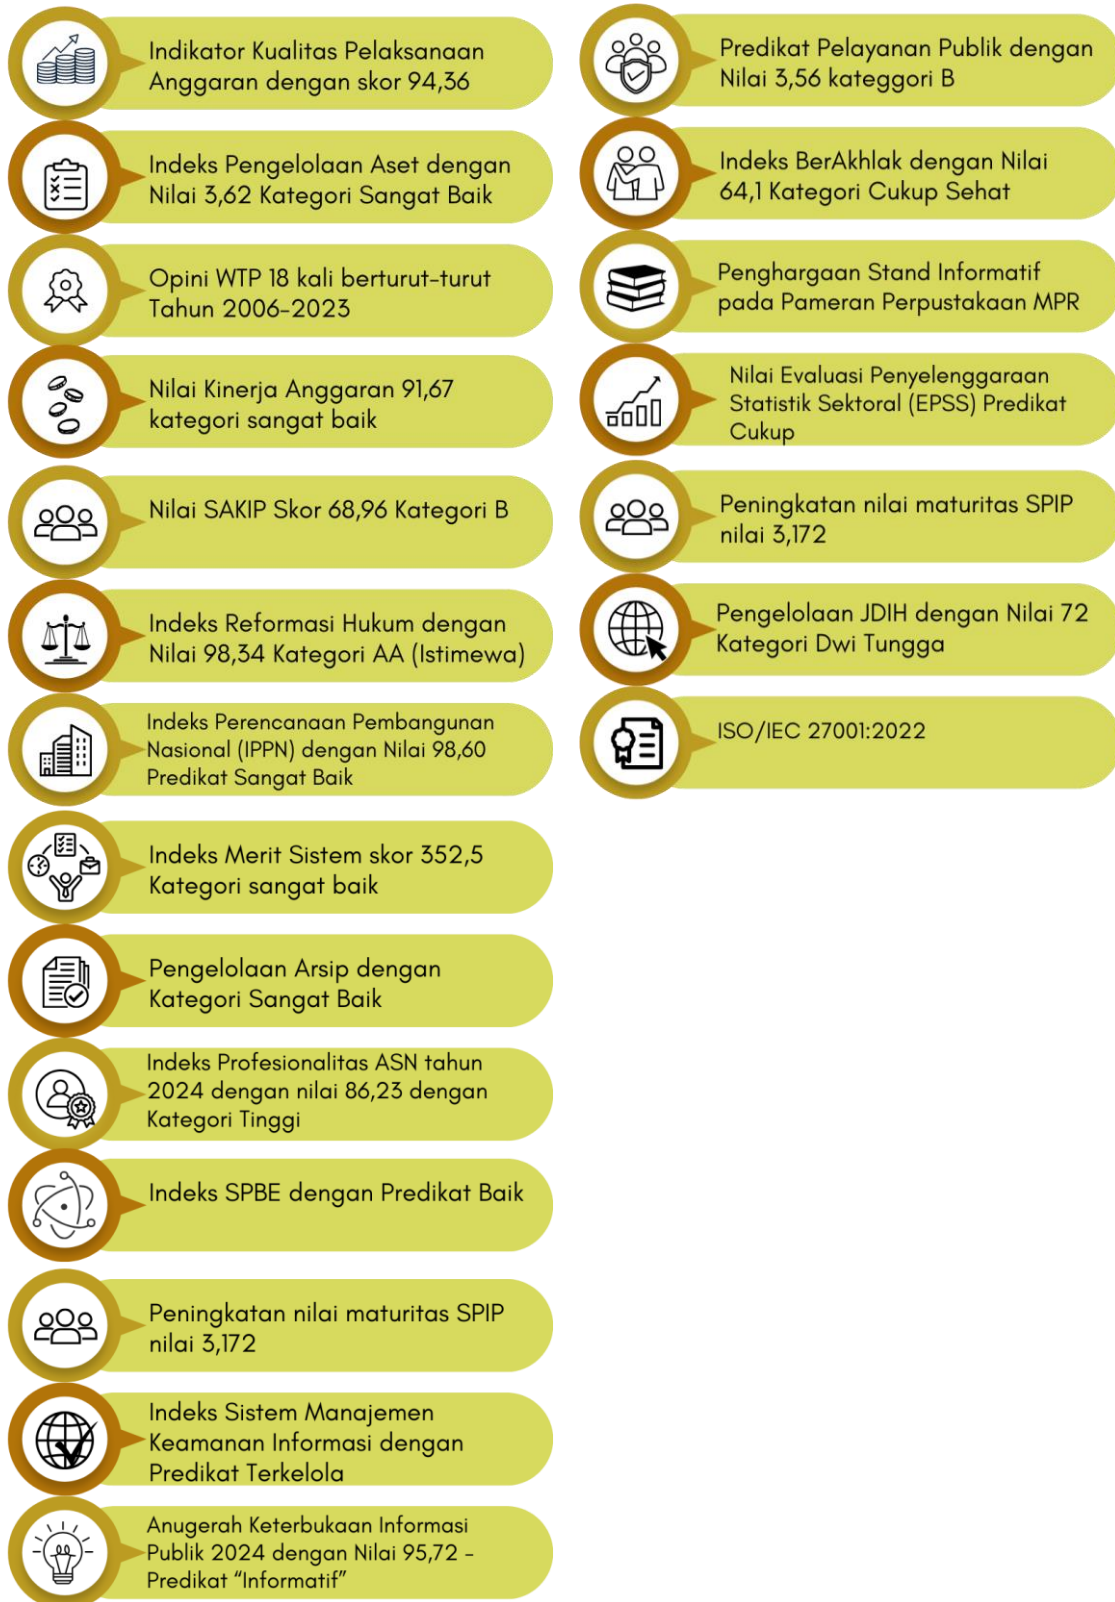 Indikator Kualitas Pelaksanaan
Anggaran dengan skor 94,36
Indeks Pengelolaan Aset dengan
Nilai 3,62 Kategori Sangat Baik
Opini WTP 18 kali berturut-turut
Tahun 2006-2023
Nilai Kinerja Anggaran 91,67
kategori sangat baik
Nilai SAKIP Skor 68,96 Kategori B
Indeks Reformasi Hukum dengan
Nilai 98,34 Kategori AA (Istimewa)
Indeks Perencanaan Pembangunan
Nasional (IPPN) dengan Nilai 98,60
Predikat Sangat Baik
Indeks Merit Sistem skor 352,5
Kategori sangat baik
Pengelolaan Arsip dengan
Kategori Sangat Baik
Indeks Profesionalitas ASN tahun
2024 dengan nilai 86,23 dengan
Kategori Tinggi
Indeks SPBE dengan Predikat Baik
Peningkatan nilai maturitas SPIP
nilai 3,172
Indeks Sistem Manajemen
Keamanan Informasi dengan
Predikat Terkelola
Anugerah Keterbukaan Informasi
Publik 2024 dengan Nilai 95,72 -
Predikat “Informatif”
Predikat Pelayanan Publik dengan
Nilai 3,56 kateggori B
Indeks BerAkhlak dengan Nilai
64,1 Kategori Cukup Sehat
Penghargaan Stand Informatif
pada Pameran Perpustakaan MPR
Nilai Evaluasi Penyelenggaraan
Statistik Sektoral (EPSS) Predikat
Cukup
Peningkatan nilai maturitas SPIP
nilai 3,172
Pengelolaan JDIH dengan Nilai 72
Kategori Dwi Tungga
ISO/IEC 27001:2022